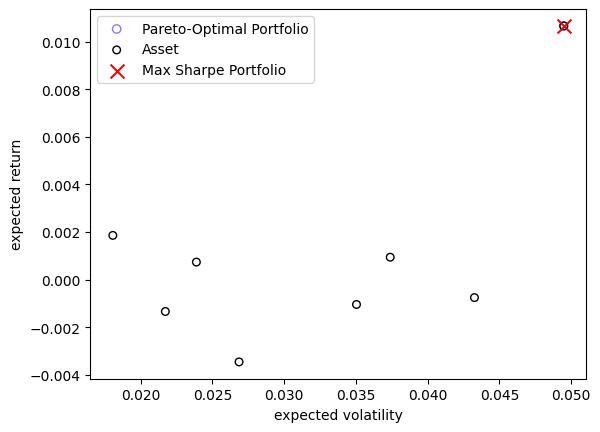 Pareto-Optimal Portfolio
Asset
Max Sharpe Portfolio
expected return
0.010
0.008
0.006
0.004
0.002
0.000
−0.002
−0.004
0.020 0.025 0.030 0.035 0.040 0.045 0.050
expected volatility